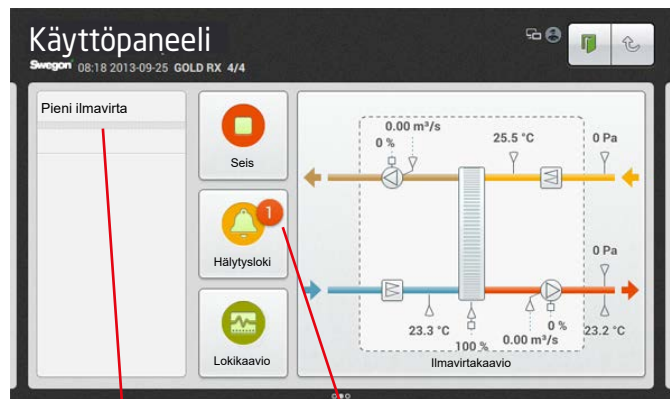 Käyttöpaneeli
Swegon 08:18 2013-09-25 GOLD RX 4/4
Pieni ilmavirta
Seis
1
Hälytysloki
Lokikaavio
0.00 m³/s
0 %
25.5 °C
0 Pa
0 Pa
23.3 °C
100 %
0.00 m³/s
0 %
23.2 °C
Ilmavirtakaavio